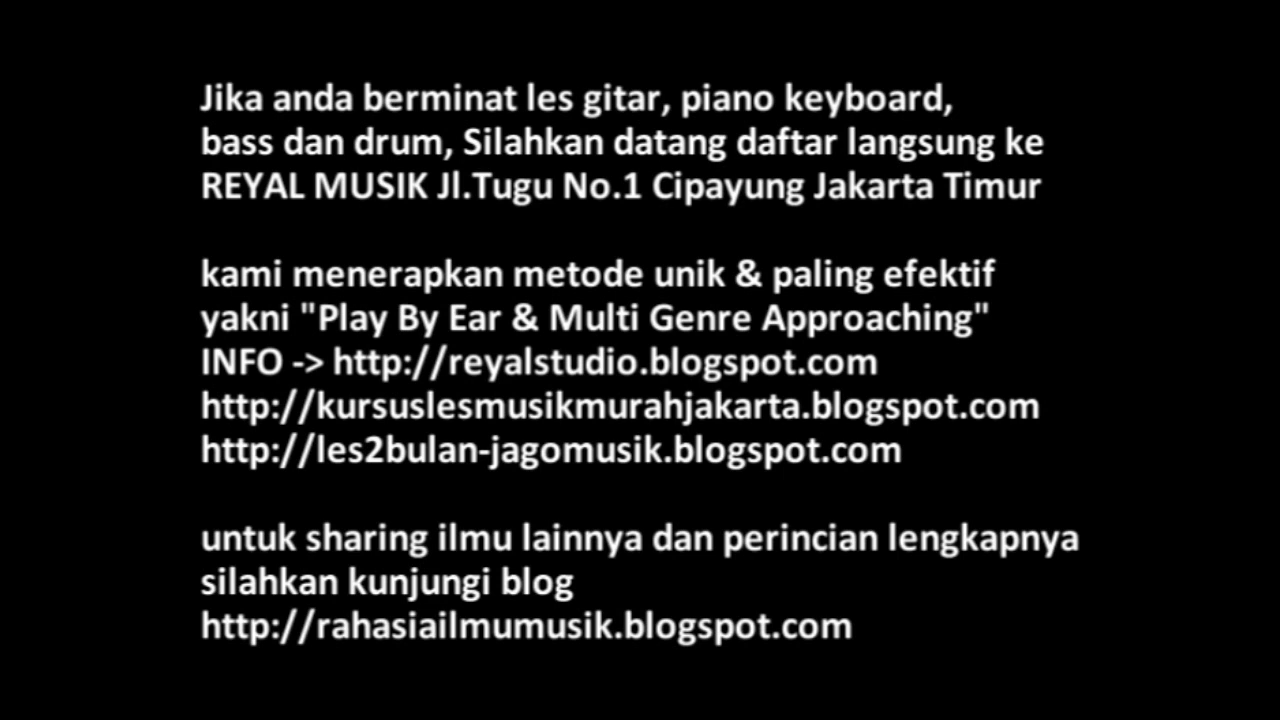 Jika anda berminat les gitar, piano keyboard,
bass dan drum, Silahkan datang daftar langsung ke
REYAL MUSIK Jl.Tugu No.1 Cipayung Jakarta Timur
kami menerapkan metode unik & paling efektif
yakni "Play By Ear & Multi Genre Approaching"
INFO -> http://reyalstudio.blogspot.com
http://kursuslesmusikmurahjakarta.blogspot.com
http://les2bulan-jagomusik.blogspot.com
untuk sharing ilmu lainnya dan perincian lengkapnya
silahkan kunjungi blog
http://rahasiailmumusik.blogspot.com